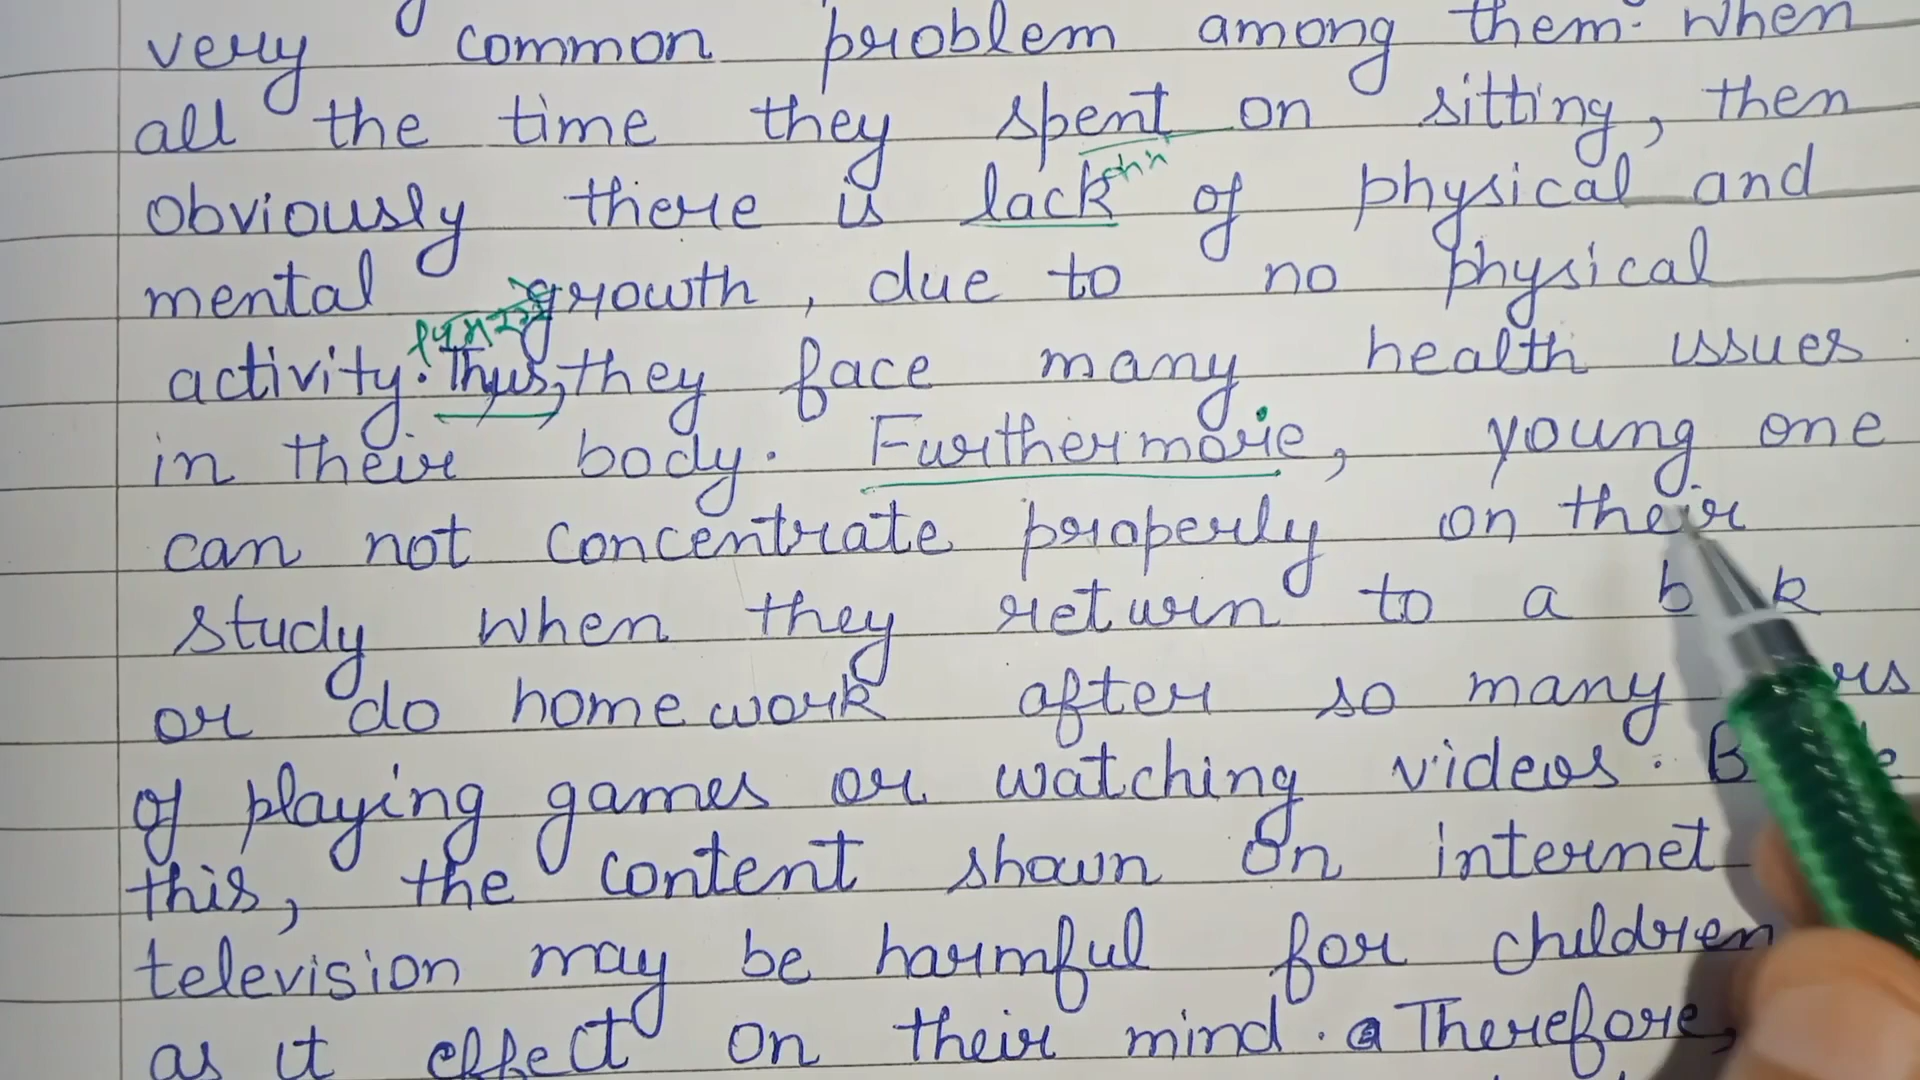 very common problem among them. When
all the time they spent on sitting, then
obviously there is lack of physical and
mental growth, due to no physical
activity. Thus, they face many health issues
in their body. Furthermore, young one
can not concentrate properly on their
study when they return to a
or do homework after so many
of playing games or watching videos.
this, the content shown on internet
television may be harmful for children
as it effect on their mind. Therefore,